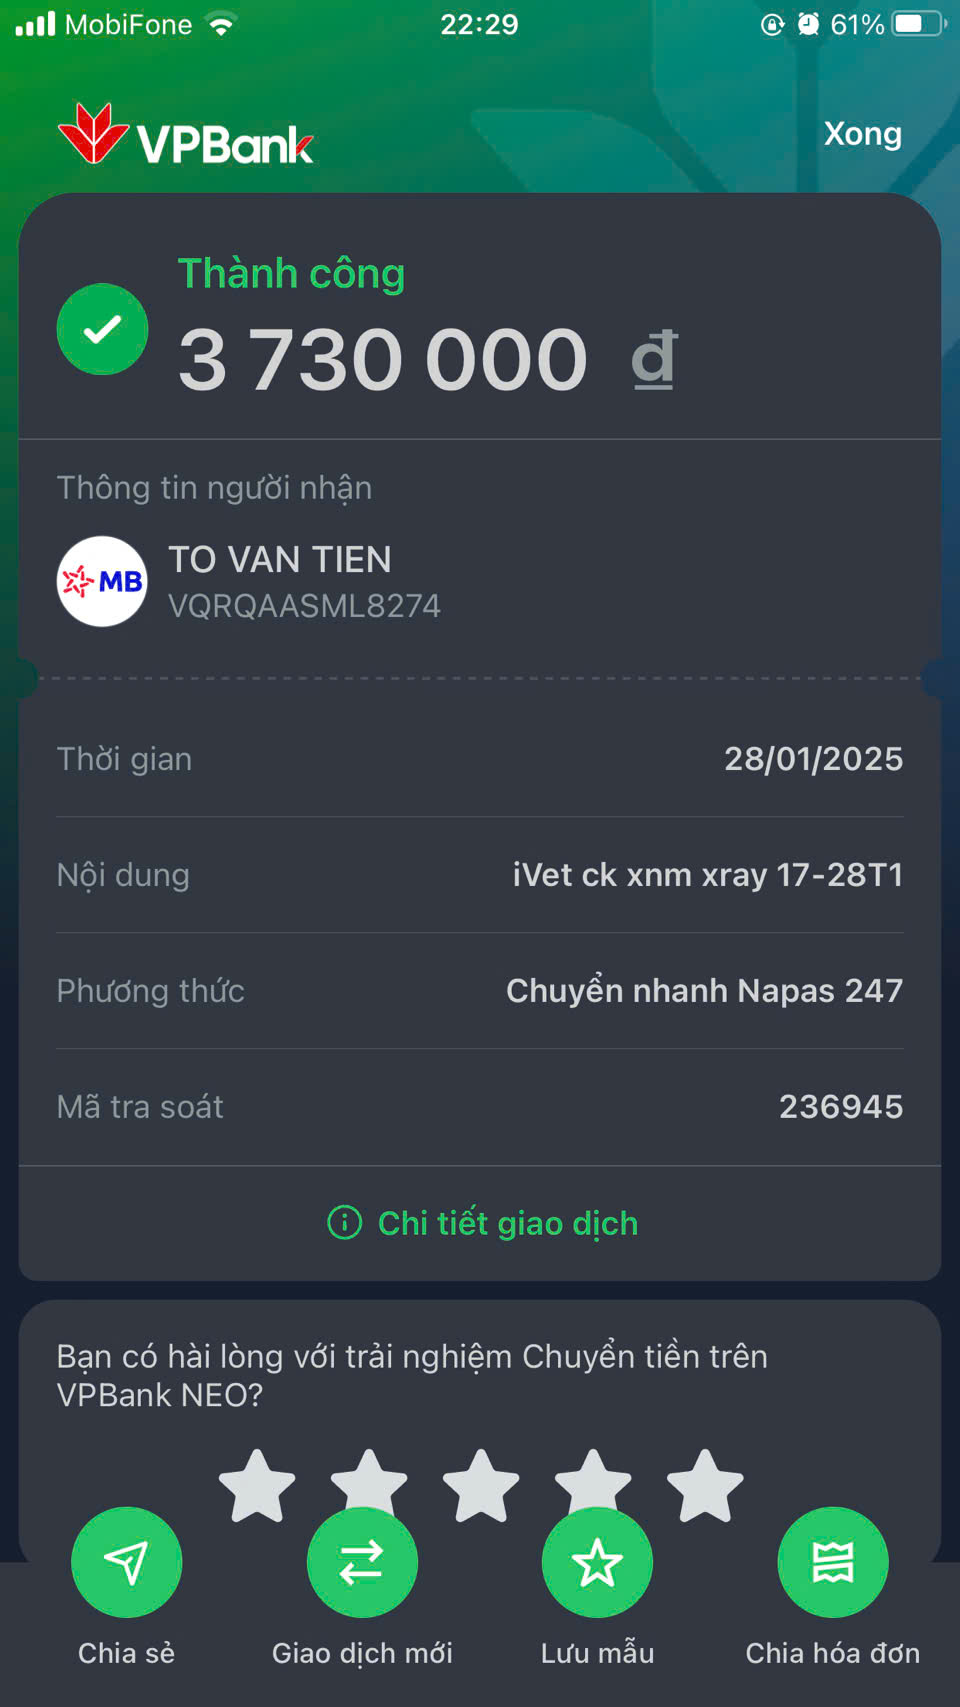 MobiFone 22:29 61%
VPBank Xong
Thành công
3 730 000 đ
Thông tin người nhận
MB TO VAN TIEN
VQRQAASML8274
Thời gian 28/01/2025
Nội dung iVet ck xnm xray 17-28T1
Phương thức Chuyển nhanh Napas 247
Mã tra soát 236945
Chi tiết giao dịch
Bạn có hài lòng với trải nghiệm Chuyển tiền trên
VPBank NEO?
Chia sẻ Giao dịch mới Lưu mẫu Chia hóa đơn